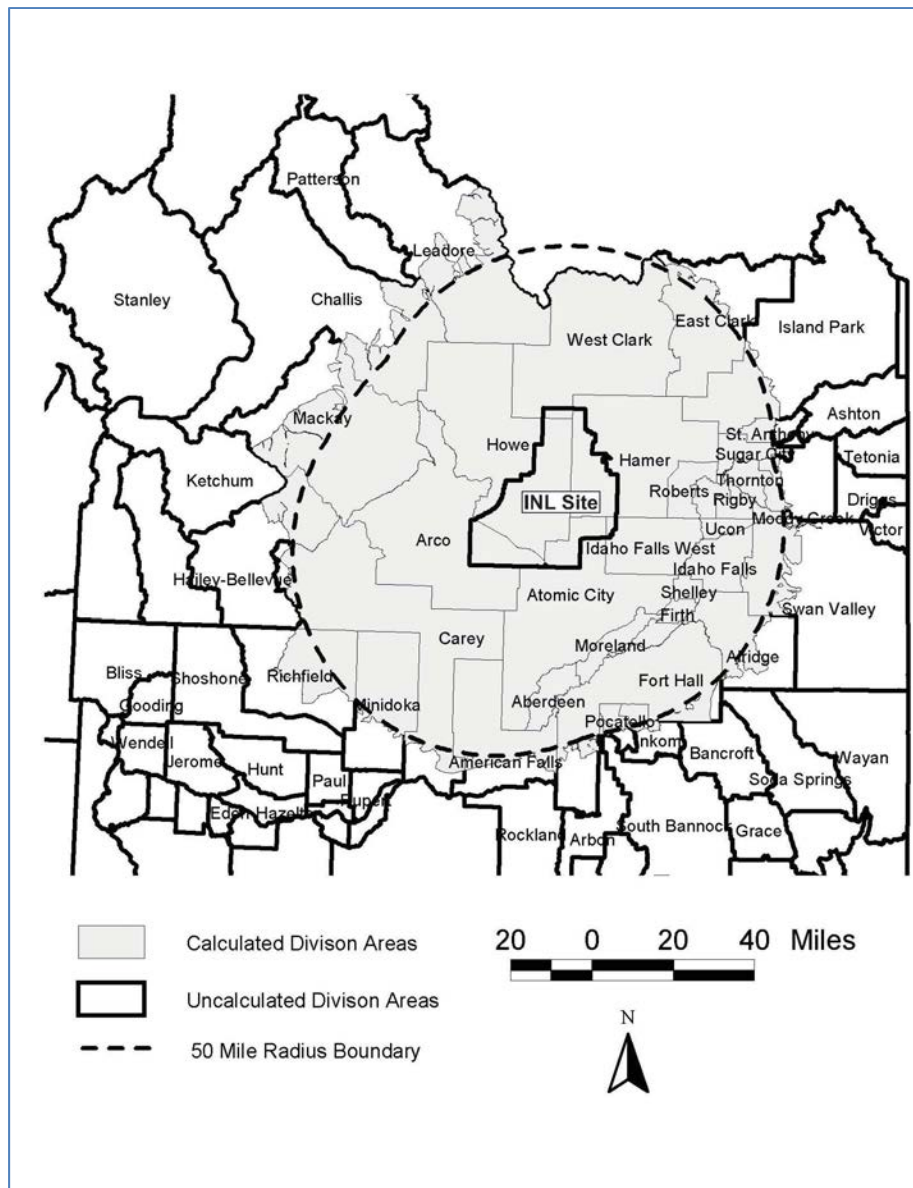 Patterson
Leadore
Stanley
Challis
East Clark
Island Park
West Clark
Mackay
Ashton
St. Anthony
Howe
Sugar City
Ketchum
Hamer
Tetonia
Thornton
INL Site
Roberts
Rigby
Driggs
Moody Creek
Arco
Ucon
Victor
Idaho Falls West
Hailey-Bellevue
Idaho Falls
Atomic City
Shelley
Swan Valley
Firth
Carey
Moreland
Alridge
Bliss
Shoshone
Richfield
Fort Hall
Gooding
Minidoka
Aberdeen
Pocatello
Wendell
Inkom
Bancroft
Wayan
Jerome
Hunt
American Falls
Paul
Soda Springs
Rupert
Eden Hazelt
Rockland
Arbon
South Bannock
Grace
Calculated Divison Areas
20 0 20 40 Miles
Uncalculated Divison Areas
50 Mile Radius Boundary
N